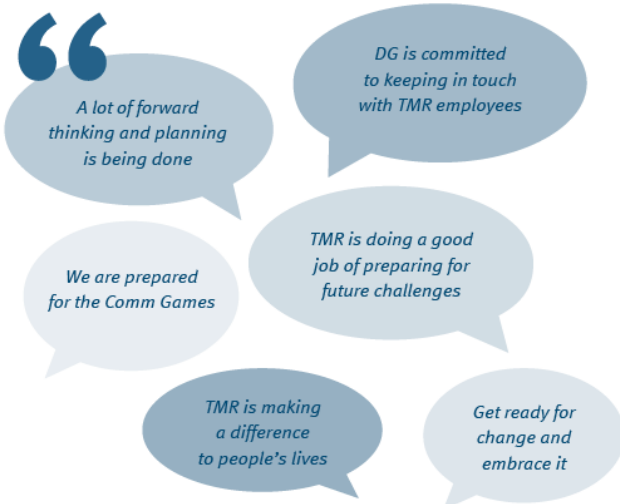 A lot of forward
thinking and planning
is being done
DG is committed
to keeping in touch
with TMR employees
We are prepared
for the Comm Games
TMR is doing a good
job of preparing for
future challenges
TMR is making
a difference
to people's lives
Get ready for
change and
embrace it